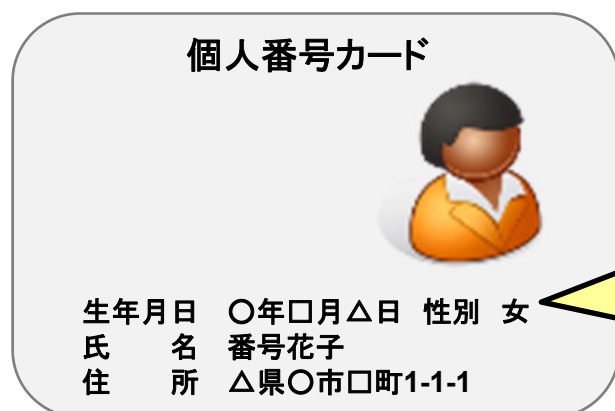 個人番号カード
生年月日　〇年□月△日　性別　女
氏　　名　番号花子
住　　所　△県〇市□町1-1-1